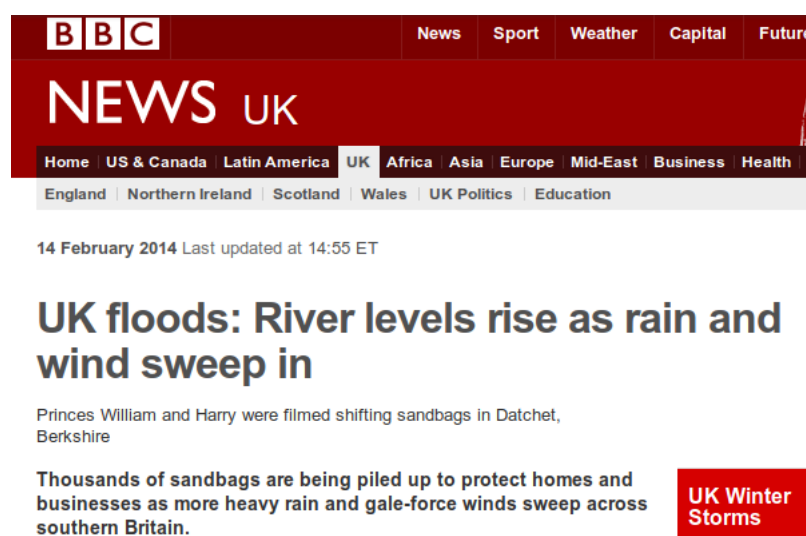 BBC
News Sport Weather Capital Future
NEWS UK
Home US & Canada Latin America UK Africa Asia Europe Mid-East Business Health
England Northern Ireland Scotland Wales UK Politics Education
14 February 2014 Last updated at 14:55 ET
UK floods: River levels rise as rain and
wind sweep in
Princes William and Harry were filmed shifting sandbags in Datchet,
Berkshire
Thousands of sandbags are being piled up to protect homes and
businesses as more heavy rain and gale-force winds sweep across
southern Britain.
UK Winter
Storms